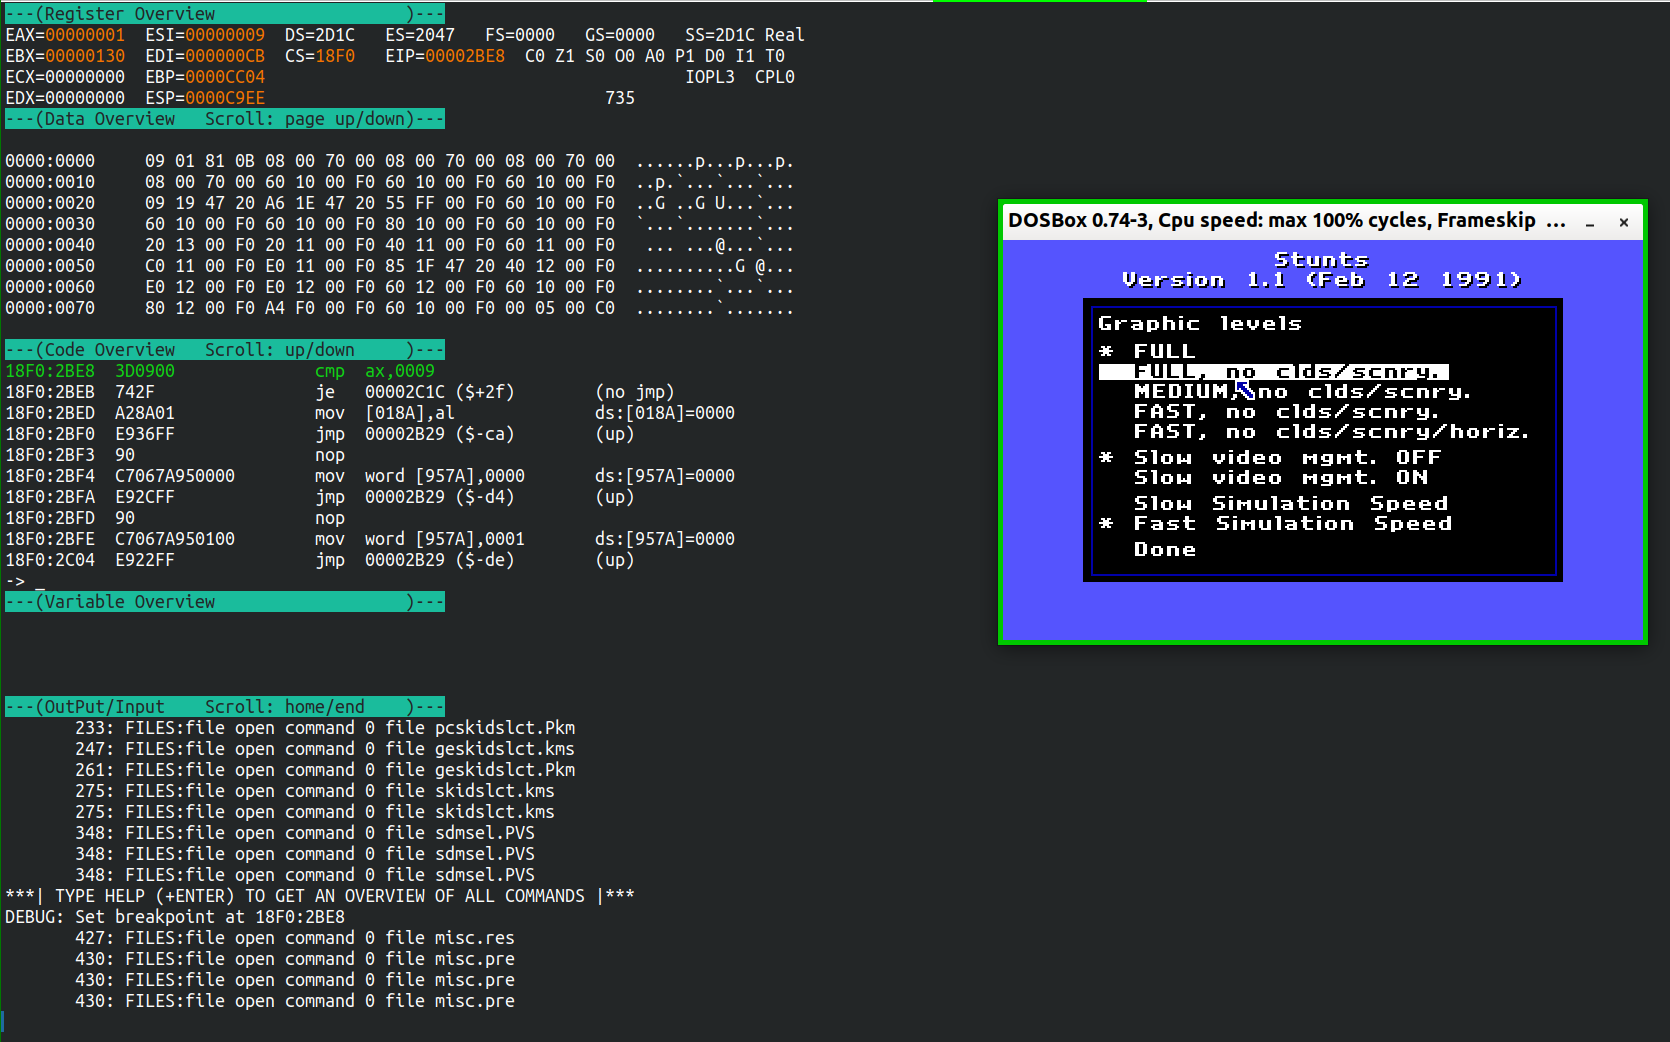 ---(Register Overview                   )---
EAX=00000001  ESI=00000009  DS=2D1C   ES=2047   FS=0000   GS=0000   SS=2D1C Real
EBX=00000130  EDI=000000CB  CS=18F0   EIP=00002BE8  C0 Z1 S0 O0 A0 P1 D0 I1 T0
ECX=00000000  EBP=0000CC04                                          IOPL3  CPL0
EDX=00000000  ESP=0000C9EE                                  735
---(Data Overview   Scroll: page up/down)---
0000:0000     09 01 81 0B 08 00 70 00 08 00 70 00 08 00 70 00  ......p...p...p.
0000:0010     08 00 70 00 60 10 00 F0 60 10 00 F0 60 10 00 F0  ..p.`...`...`...
0000:0020     09 19 47 20 A6 1E 47 20 55 FF 00 F0 60 10 00 F0  ..G ..G U...`...
0000:0030     60 10 00 F0 60 10 00 F0 80 10 00 F0 60 10 00 F0  `...`.......`...
0000:0040     20 13 00 F0 20 11 00 F0 40 11 00 F0 60 11 00 F0   ... ...@...`...
0000:0050     C0 11 00 F0 E0 11 00 F0 85 1F 47 20 40 12 00 F0  ..........G @...
0000:0060     E0 12 00 F0 E0 12 00 F0 60 12 00 F0 60 10 00 F0  ........`...`...
0000:0070     80 12 00 F0 A4 F0 00 F0 60 10 00 F0 00 05 00 C0  ........`.......
---(Code Overview   Scroll: up/down     )---
18F0:2BE8  3D0900              cmp  ax,0009
18F0:2BEB  742F                je   00002C1C ($+2f)        (no jmp)
18F0:2BED  A28A01              mov  [018A],al              ds:[018A]=0000
18F0:2BF0  E936FF              jmp  00002B29 ($-ca)        (up)
18F0:2BF3  90                  nop
18F0:2BF4  C7067A950000        mov  word [957A],0000       ds:[957A]=0000
18F0:2BFA  E92CFF              jmp  00002B29 ($-d4)        (up)
18F0:2BFD  90                  nop
18F0:2BFE  C7067A950100        mov  word [957A],0001       ds:[957A]=0000
18F0:2C04  E922FF              jmp  00002B29 ($-de)        (up)
-> _
---(Variable Overview                   )---
---(OutPut/Input    Scroll: home/end    )---
233: FILES:file open command 0 file pcskidslct.Pkm
247: FILES:file open command 0 file geskidslct.kms
261: FILES:file open command 0 file geskidslct.Pkm
275: FILES:file open command 0 file skidslct.kms
275: FILES:file open command 0 file skidslct.kms
348: FILES:file open command 0 file sdmsel.PVS
348: FILES:file open command 0 file sdmsel.PVS
348: FILES:file open command 0 file sdmsel.PVS
***| TYPE HELP (+ENTER) TO GET AN OVERVIEW OF ALL COMMANDS |***
DEBUG: Set breakpoint at 18F0:2BE8
427: FILES:file open command 0 file misc.res
430: FILES:file open command 0 file misc.pre
430: FILES:file open command 0 file misc.pre
430: FILES:file open command 0 file misc.pre
DOSBox 0.74-3, Cpu speed: max 100% cycles, Frameskip ...
Stunts
Version 1.1 (Feb 12 1991)
Graphic levels
* FULL
FULL, no clds/scnry.
MEDIUM, no clds/scnry.
FAST, no clds/scnry.
FAST, no clds/scnry/horiz.
* Slow video mgmt. OFF
Slow video mgmt. ON
Slow Simulation Speed
* Fast Simulation Speed
Done